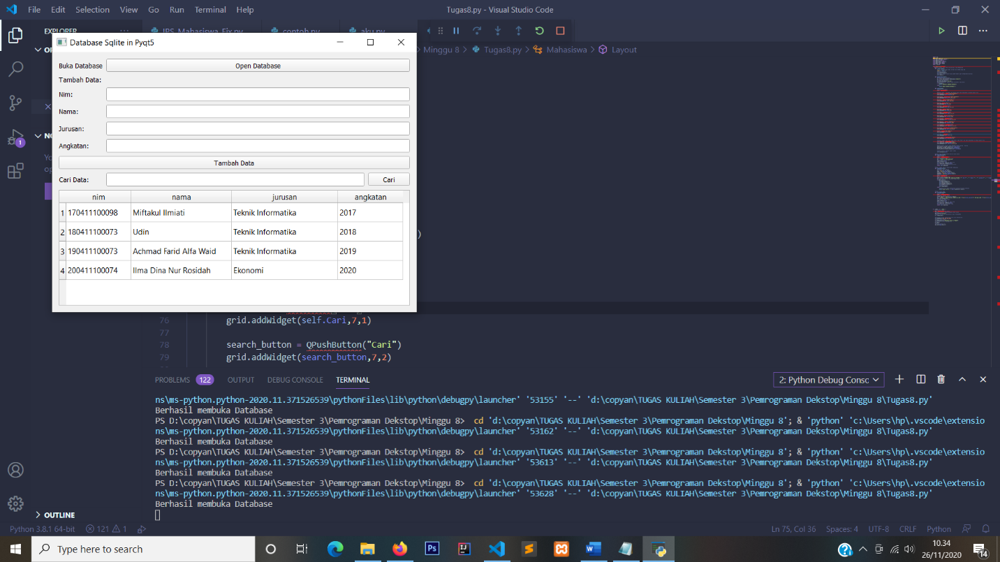 File Edit Selection View Go Run Terminal Help
Tugas8.py - Visual Studio Code
EXPLORER
IRS_Mahasiswa_Fix.py contoh.py aku.py
Minggu 8 > Tugas8.py > Mahasiswa > Layout
Database Sqlite in Pyqt5
Buka Database Open Database
Tambah Data:
Nim:
Nama:
Jurusan:
Angkatan:
Tambah Data
Cari Data: Cari
nim nama jurusan angkatan
1 170411100098 Miftakul Ilmiati Teknik Informatika 2017
2 180411100073 Udin Teknik Informatika 2018
3 190411100073 Achmad Farid Alfa Waid Teknik Informatika 2019
4 200411100074 Ilma Dina Nur Rosidah Ekonomi 2020
1
)
76 grid.addWidget(self.Cari,7,1)
77
78 search_button = QPushButton("Cari")
79 grid.addWidget(search_button,7,2)
PROBLEMS 122 OUTPUT DEBUG CONSOLE TERMINAL 2: Python Debug Consc
ns\ms-python.python-2020.11.371526539\pythonFiles\lib\python\debugpy\launcher' '53155' '--' 'd:\copyan\TUGAS KULIAH\Semester 3\Pemrograman Dekstop\Minggu 8\Tugas8.py'
Berhasil membuka Database
PS D:\copyan\TUGAS KULIAH\Semester 3\Pemrograman Dekstop\Minggu 8> cd 'd:\copyan\TUGAS KULIAH\Semester 3\Pemrograman Dekstop\Minggu 8'; & 'python' 'c:\Users\hp\.vscode\extensio
ns\ms-python.python-2020.11.371526539\pythonFiles\lib\python\debugpy\launcher' '53162' '--' 'd:\copyan\TUGAS KULIAH\Semester 3\Pemrograman Dekstop\Minggu 8\Tugas8.py'
Berhasil membuka Database
PS D:\copyan\TUGAS KULIAH\Semester 3\Pemrograman Dekstop\Minggu 8> cd 'd:\copyan\TUGAS KULIAH\Semester 3\Pemrograman Dekstop\Minggu 8'; & 'python' 'c:\Users\hp\.vscode\extensio
ns\ms-python.python-2020.11.371526539\pythonFiles\lib\python\debugpy\launcher' '53613' '--' 'd:\copyan\TUGAS KULIAH\Semester 3\Pemrograman Dekstop\Minggu 8\Tugas8.py'
Berhasil membuka Database
PS D:\copyan\TUGAS KULIAH\Semester 3\Pemrograman Dekstop\Minggu 8> cd 'd:\copyan\TUGAS KULIAH\Semester 3\Pemrograman Dekstop\Minggu 8'; & 'python' 'c:\Users\hp\.vscode\extensio
ns\ms-python.python-2020.11.371526539\pythonFiles\lib\python\debugpy\launcher' '53628' '--' 'd:\copyan\TUGAS KULIAH\Semester 3\Pemrograman Dekstop\Minggu 8\Tugas8.py'
Berhasil membuka Database
OUTLINE
Python 3.8.1 64-bit 121 1 Ln 75, Col 36 Spaces: 4 UTF-8 CRLF Python
Type here to search
Ps
IJ
W
10.34
26/11/2020
14